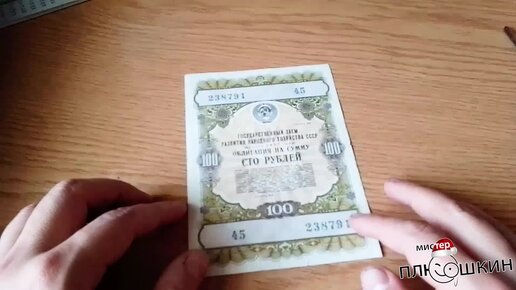 238791 45
ГОСУДАРСТВЕННЫЙ ЗАЕМ
РАЗВИТИЯ НАРОДНОГО ХОЗЯЙСТВА СССР
ОБЛИГАЦИЯ НА СУММУ
100 СТО РУБЛЕЙ 100
100
45 238791
мистер
ПЛЮШКИН